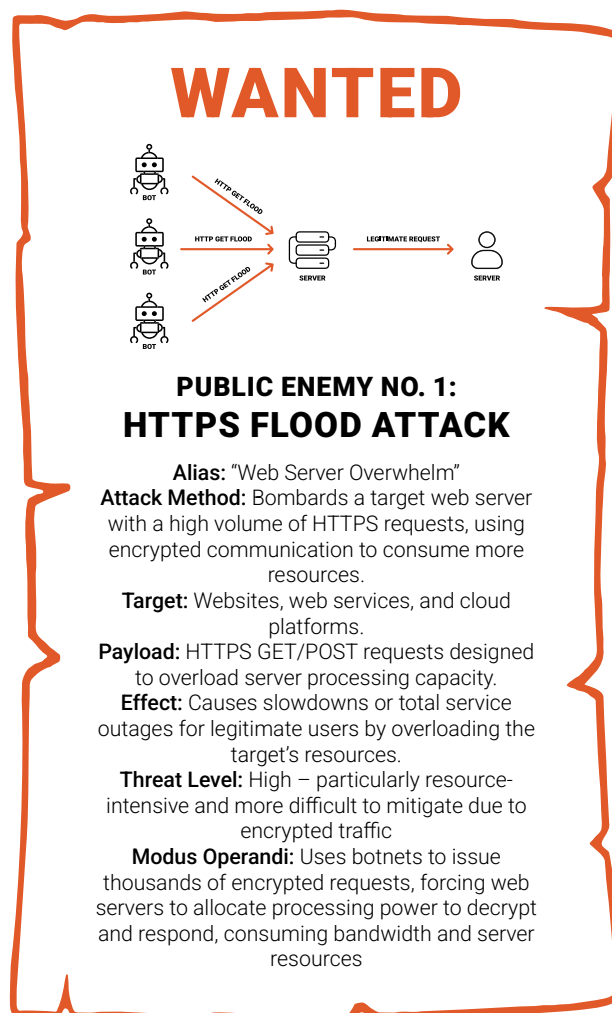 WANTED
HTTP GET FLOOD
BOT
HTTP GET FLOOD
LEGITIMATE REQUEST
BOT
SERVER
SERVER
HTTP GET FLOOD
BOT
PUBLIC ENEMY NO. 1:
HTTPS FLOOD ATTACK
Alias: “Web Server Overwhelm”
Attack Method: Bombards a target web server
with a high volume of HTTPS requests, using
encrypted communication to consume more
resources.
Target: Websites, web services, and cloud
platforms.
Payload: HTTPS GET/POST requests designed
to overload server processing capacity.
Effect: Causes slowdowns or total service
outages for legitimate users by overloading the
target’s resources.
Threat Level: High – particularly resource-
intensive and more difficult to mitigate due to
encrypted traffic
Modus Operandi: Uses botnets to issue
thousands of encrypted requests, forcing web
servers to allocate processing power to decrypt
and respond, consuming bandwidth and server
resources